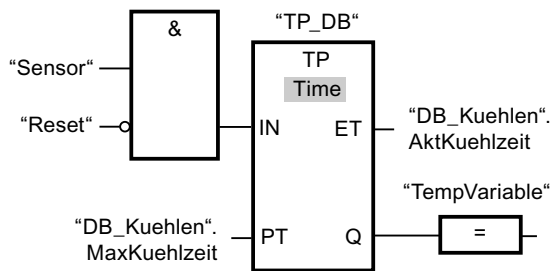 &
“TP_DB“
“Sensor“
TP
Time
“Reset“
IN
ET
“DB_Kuehlen“.
AktKuehlzeit
“TempVariable“
“DB_Kuehlen“.
MaxKuehlzeit
PT
Q
=